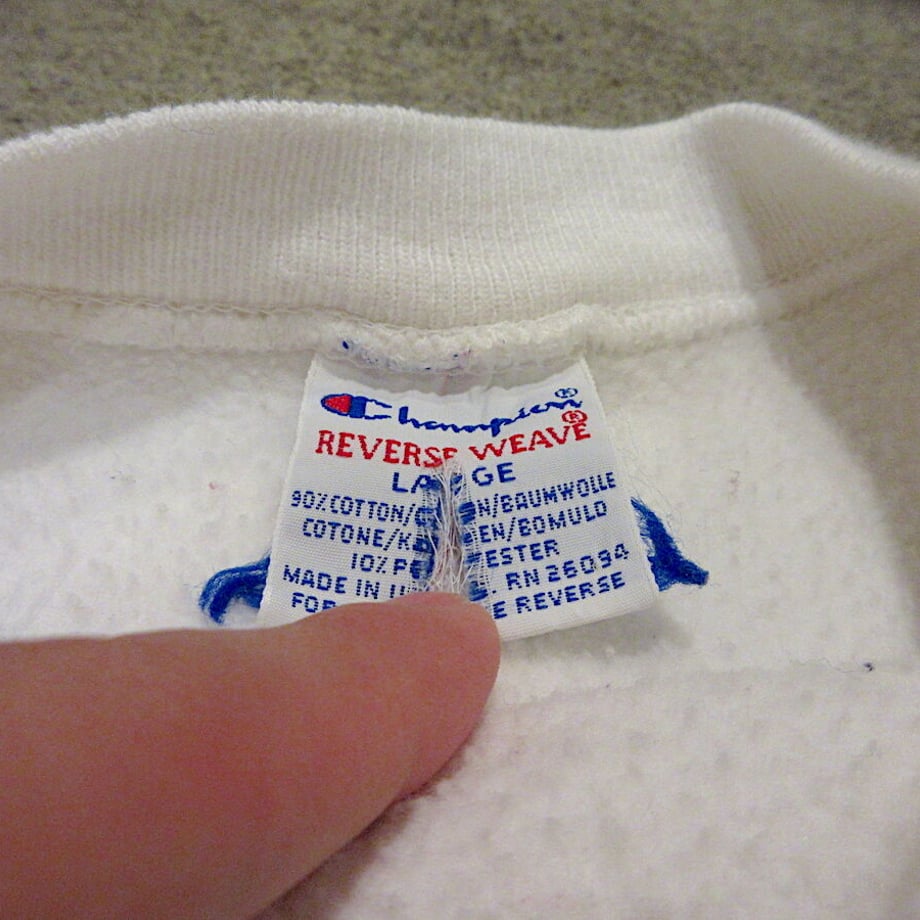 Champion®
REVERSE WEAVE®
LA GE
90% COTTON/ N/BAUMWOLLE
COTONE/K EN/BOMULD
10% PO ESTER
MADE IN U RN 26094
FOR E REVERSE